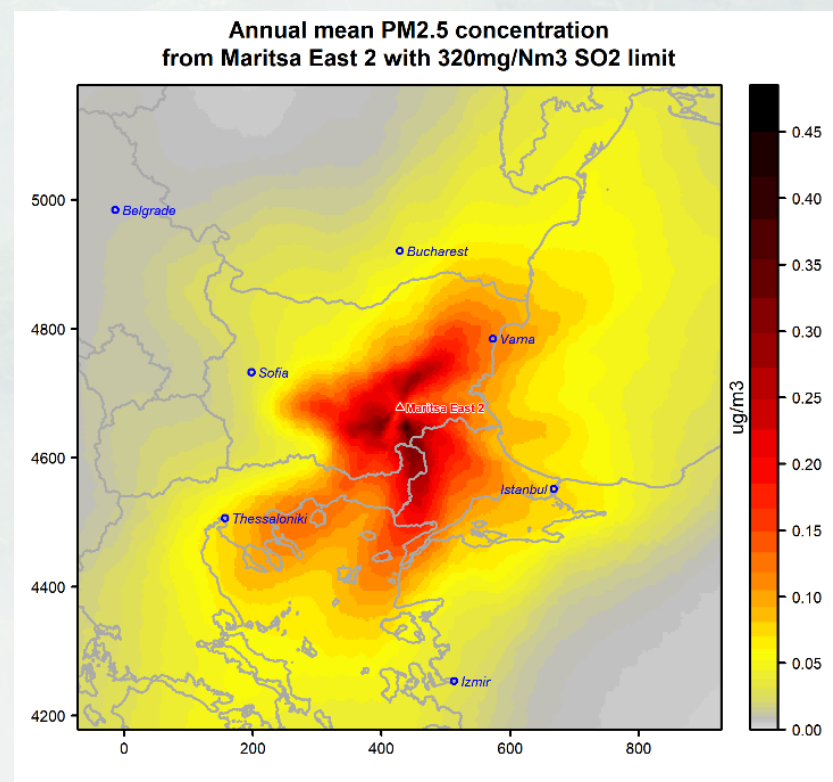 Annual mean PM2.5 concentration
from Maritsa East 2 with 320mg/Nm3 SO2 limit
0.45
5000
Belgrade
0.40
Bucharest
0.35
4800
Varna
0.30
Sofia
0.25
Maritsa East 2
ug/m3
4600
0.20
Istanbul
Thessaloniki
0.15
4400
0.10
Izmir
0.05
4200
0.00
0
200
400
600
800